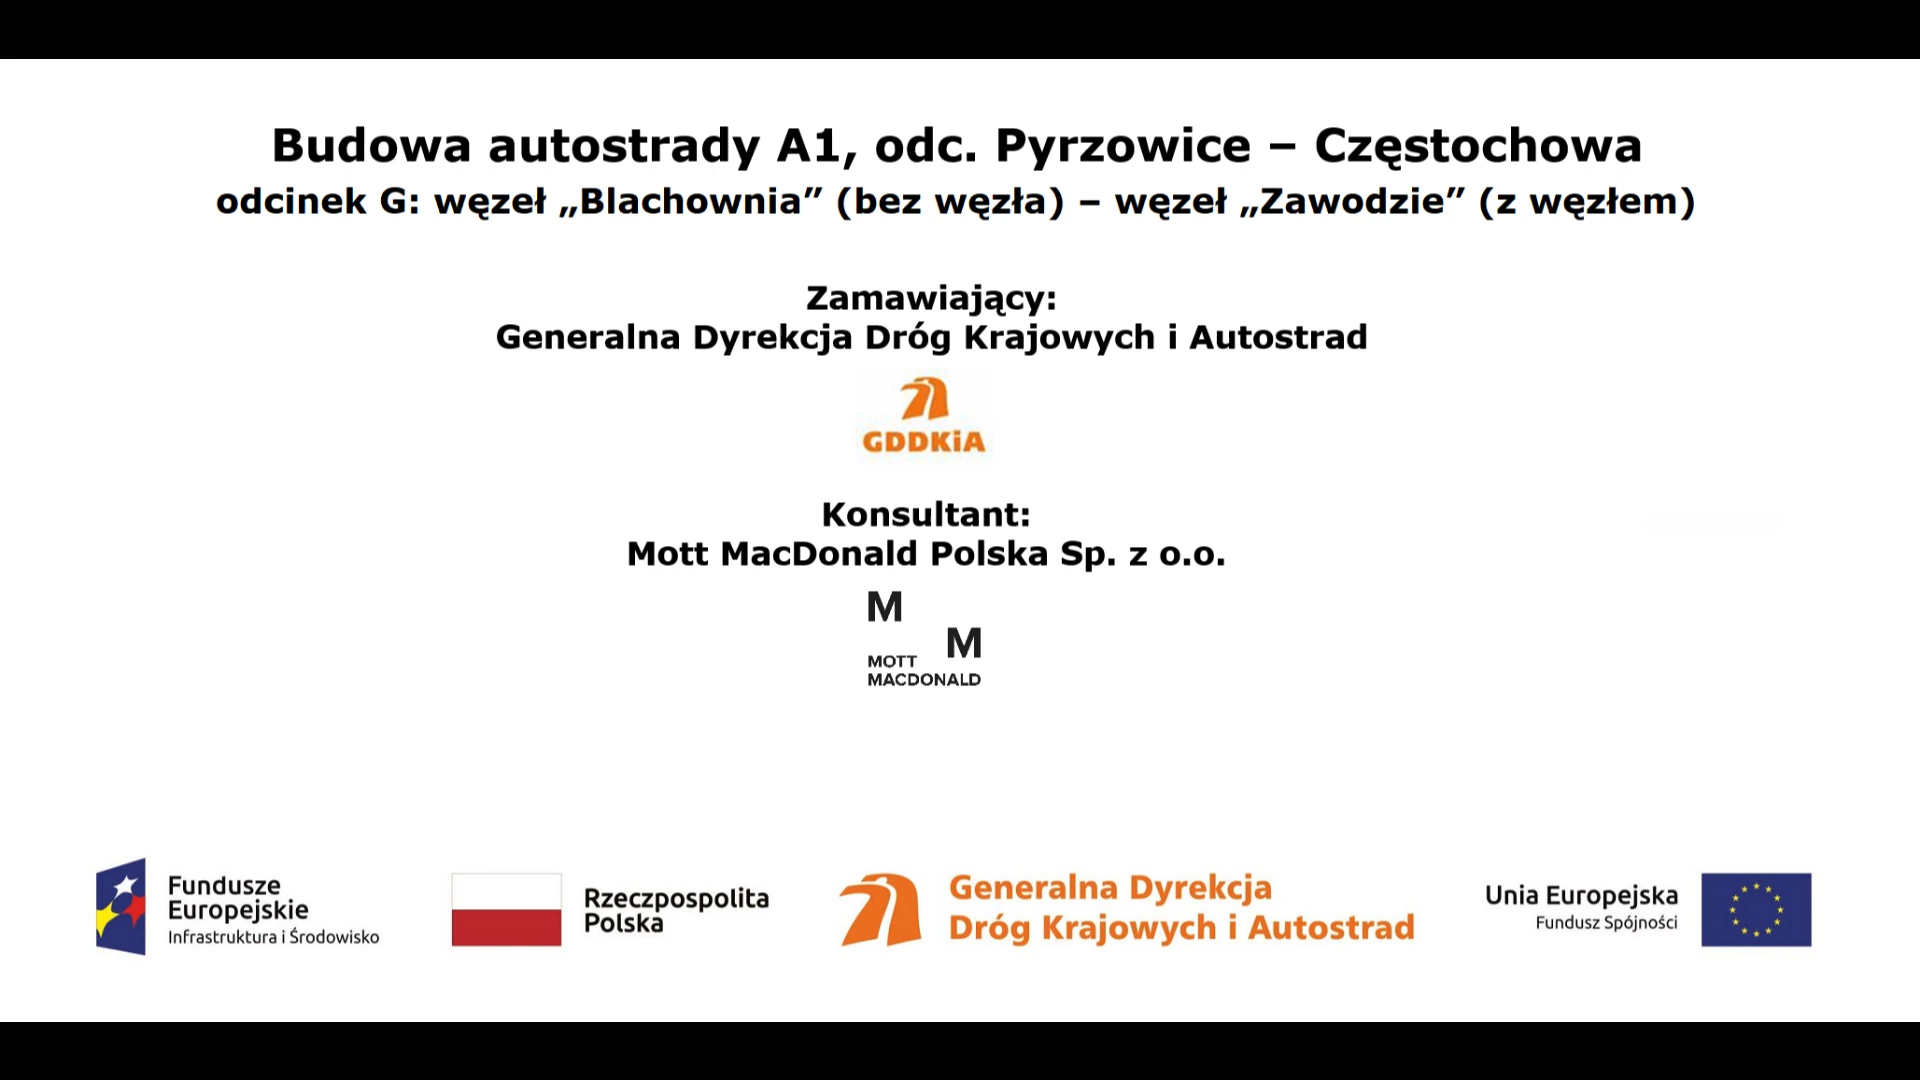 Budowa autostrady A1, odc. Pyrzowice – Częstochowa
odcinek G: węzeł „Blachownia” (bez węzła) – węzeł „Zawodzie” (z węzłem)
Zamawiający:
Generalna Dyrekcja Dróg Krajowych i Autostrad
GDDKiA
Konsultant:
Mott MacDonald Polska Sp. z o.o.
M
M
MOTT
MACDONALD
Fundusze
Europejskie
Infrastruktura i Środowisko
Rzeczpospolita
Polska
Generalna Dyrekcja
Dróg Krajowych i Autostrad
Unia Europejska
Fundusz Spójności